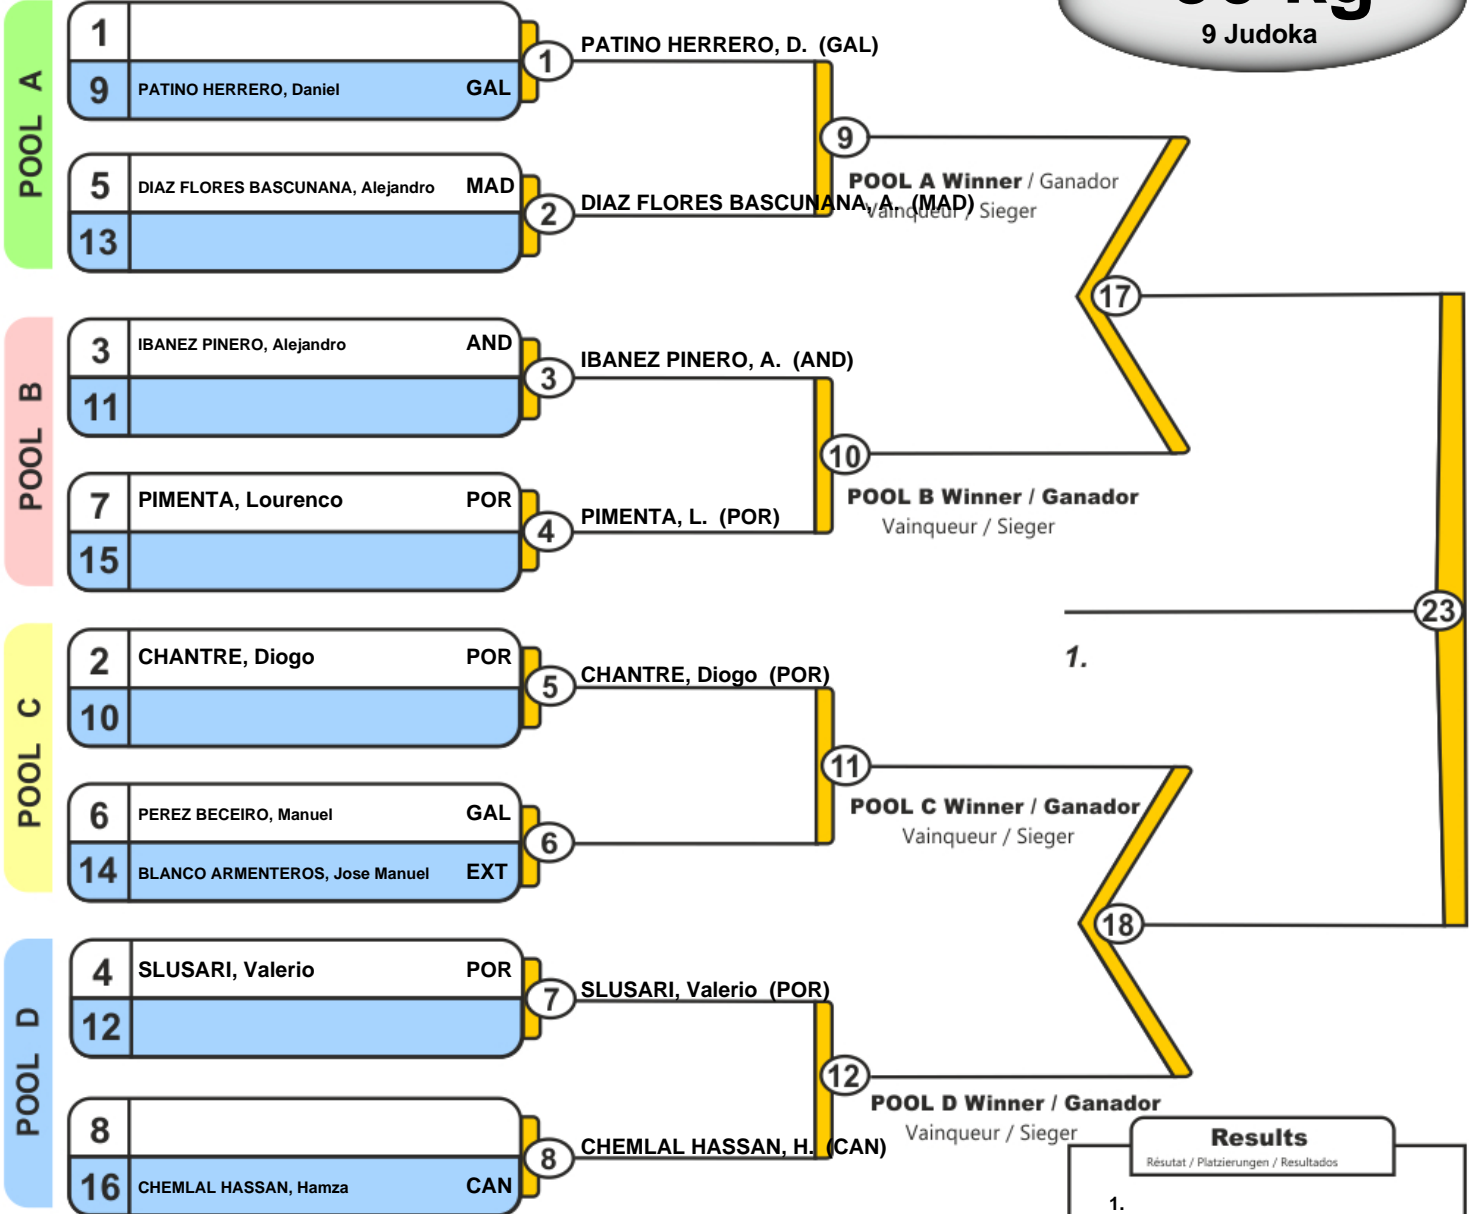 9 Judoka
POOL A
1
9 PATINO HERRERO, Daniel GAL
1
PATINO HERRERO, D. (GAL)
5 DIAZ FLORES BASCUNANA, Alejandro MAD
13
2
DIAZ FLORES BASCUNANA, A. (MAD)
9
POOL A Winner / Ganador
Vainqueur / Sieger
17
POOL B
3 IBANEZ PINERO, Alejandro AND
11
3
IBANEZ PINERO, A. (AND)
7 PIMENTA, Lourenco POR
15
4
PIMENTA, L. (POR)
10
POOL B Winner / Ganador
Vainqueur / Sieger
23
1.
POOL C
2 CHANTRE, Diogo POR
10
5
CHANTRE, Diogo (POR)
6 PEREZ BECEIRO, Manuel GAL
14 BLANCO ARMENTEROS, Jose Manuel EXT
6
11
POOL C Winner / Ganador
Vainqueur / Sieger
18
POOL D
4 SLUSARI, Valerio POR
12
7
SLUSARI, Valerio (POR)
8
16 CHEMLAL HASSAN, Hamza CAN
8
CHEMLAL HASSAN, H. (CAN)
12
POOL D Winner / Ganador
Vainqueur / Sieger
Results
Résutat / Platzierungen / Resultados
1.